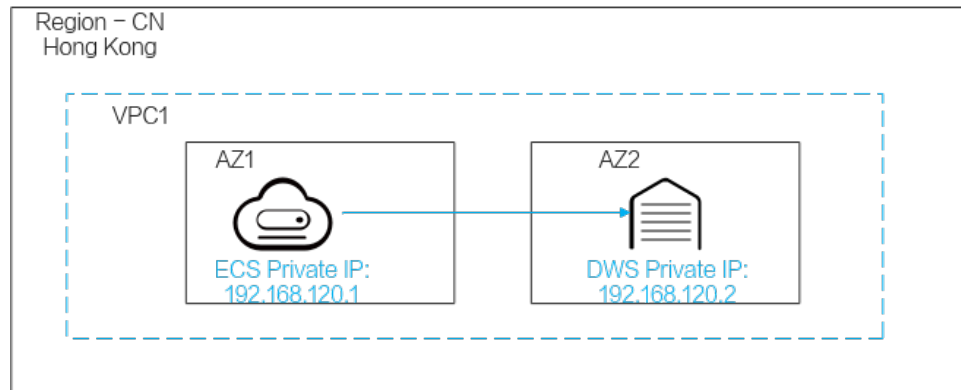 Region - CN
Hong Kong
VPC1
AZ1
ECS Private IP:
192.168.120.1
AZ2
DWS Private IP:
192.168.120.2